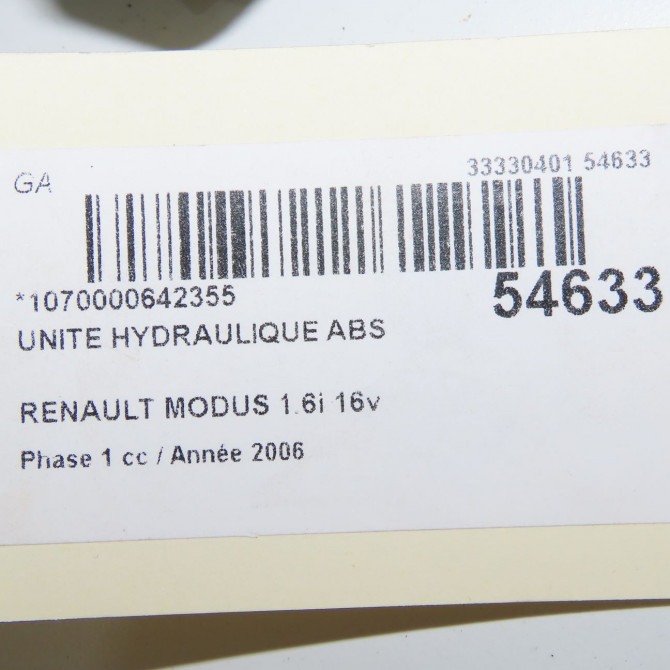 GA
33330401 54633
*1070000642355
54633
UNITE HYDRAULIQUE ABS
RENAULT MODUS 1.6i 16v
Phase 1 cc / Année 2006